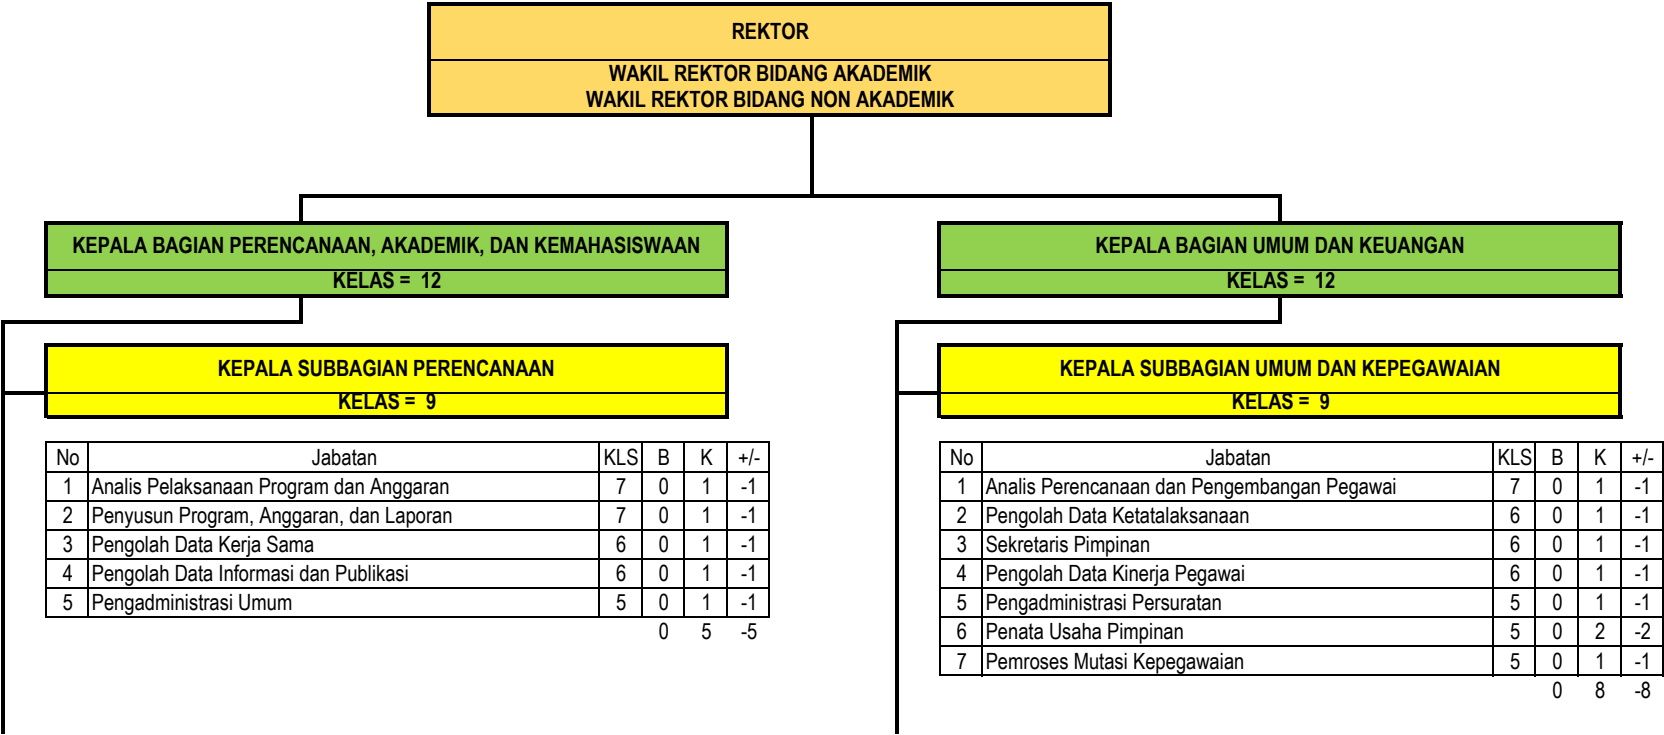 REKTOR
WAKIL REKTOR BIDANG AKADEMIK
WAKIL REKTOR BIDANG NON AKADEMIK
KEPALA BAGIAN PERENCANAAN, AKADEMIK, DAN KEMAHASISWAAN
KELAS = 12
KEPALA SUBBAGIAN PERENCANAAN
KELAS = 9
No Jabatan KLS B K +/-
1 Analis Pelaksanaan Program dan Anggaran 7 0 1 -1
2 Penyusun Program, Anggaran, dan Laporan 7 0 1 -1
3 Pengolah Data Kerja Sama 6 0 1 -1
4 Pengolah Data Informasi dan Publikasi 6 0 1 -1
5 Pengadministrasi Umum 5 0 1 -1
0 5 -5
KEPALA BAGIAN UMUM DAN KEUANGAN
KELAS = 12
KEPALA SUBBAGIAN UMUM DAN KEPEGAWAIAN
KELAS = 9
No Jabatan KLS B K +/-
1 Analis Perencanaan dan Pengembangan Pegawai 7 0 1 -1
2 Pengolah Data Ketatalaksanaan 6 0 1 -1
3 Sekretaris Pimpinan 6 0 1 -1
4 Pengolah Data Kinerja Pegawai 6 0 1 -1
5 Pengadministrasi Persuratan 5 0 1 -1
6 Penata Usaha Pimpinan 5 0 2 -2
7 Pemroses Mutasi Kepegawaian 5 0 1 -1
0 8 -8